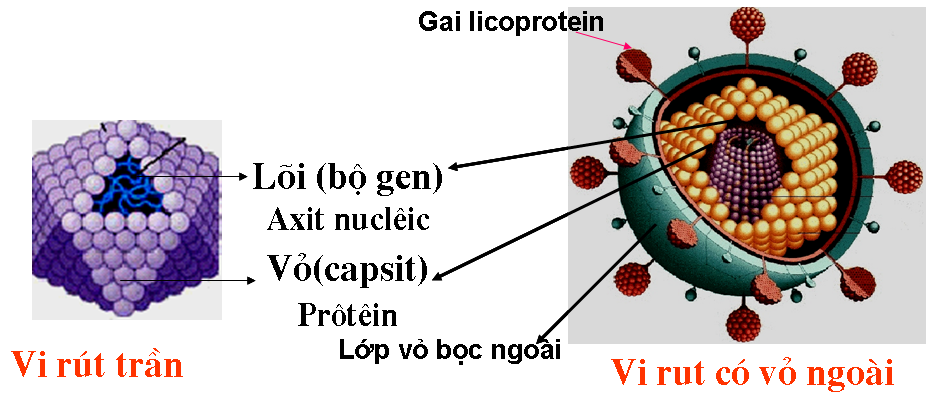 Gai licoprotein
Lõi (bộ gen)
Axit nuclêic
Vỏ(capsit)
Prôtêin
Lớp vỏ bọc ngoài
Vi rút trần
Vi rut có vỏ ngoài